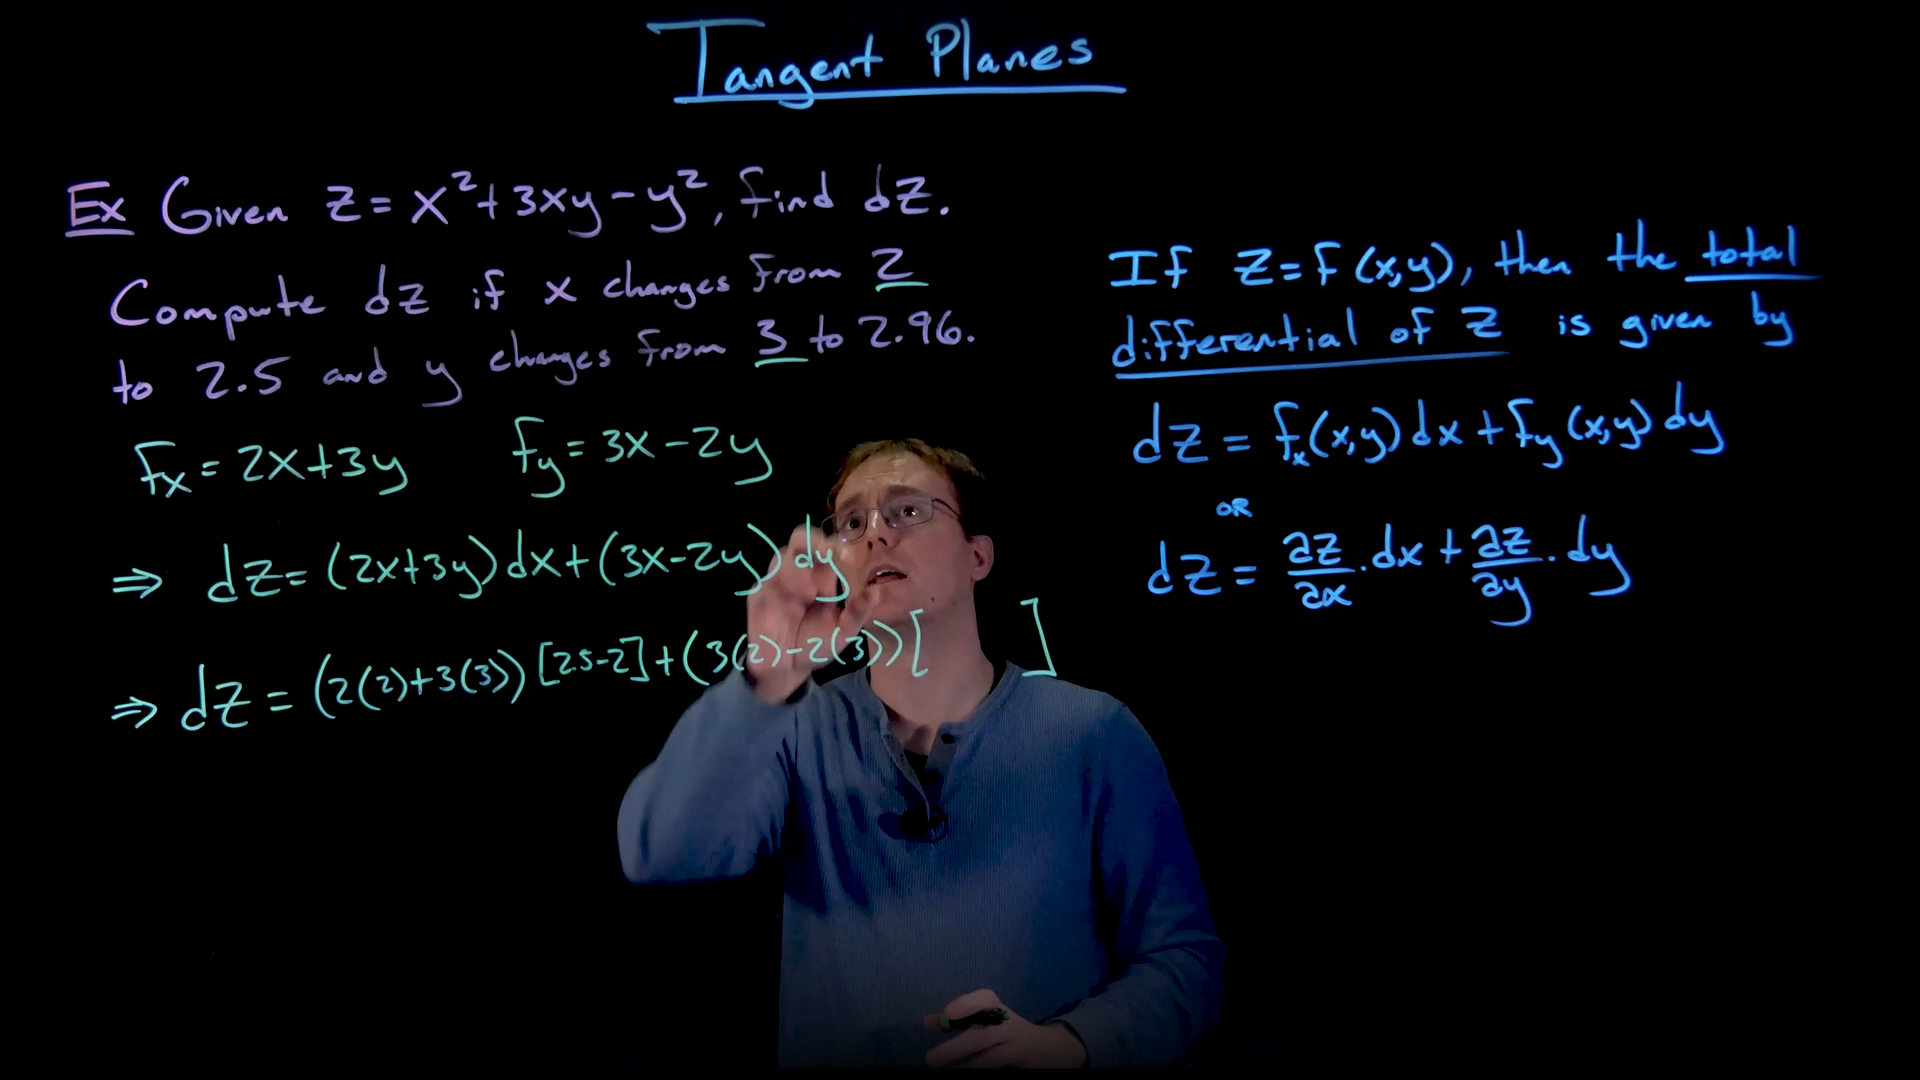 Tangent Planes
Ex Given z = x² + 3xy - y², find dz.
Compute dz if x changes from 2
to 2.5 and y changes from 3 to 2.96.
fₓ = 2x+3y   f_y = 3x-2y
⇒ dz = (2x+3y)dx+(3x-2y)dy
⇒ dz = (2(2)+3(3))[2.5-2]+(3(2)-2(3))[ ]
If z=f(x,y), then the total
differential of z is given by
dz = fₓ(x,y)dx+f_y(x,y)dy
OR
dz = ∂z/∂x · dx + ∂z/∂y · dy